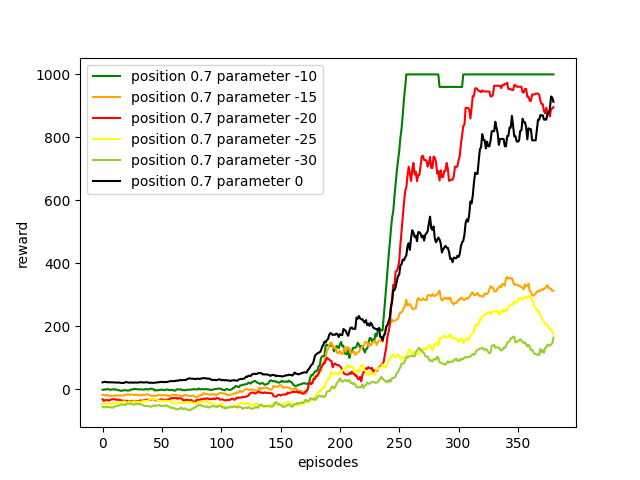 1000
800
600
400
200
0
reward
position 0.7 parameter -10
position 0.7 parameter -15
position 0.7 parameter -20
position 0.7 parameter -25
position 0.7 parameter -30
position 0.7 parameter 0
0 50 100 150 200 250 300 350
episodes